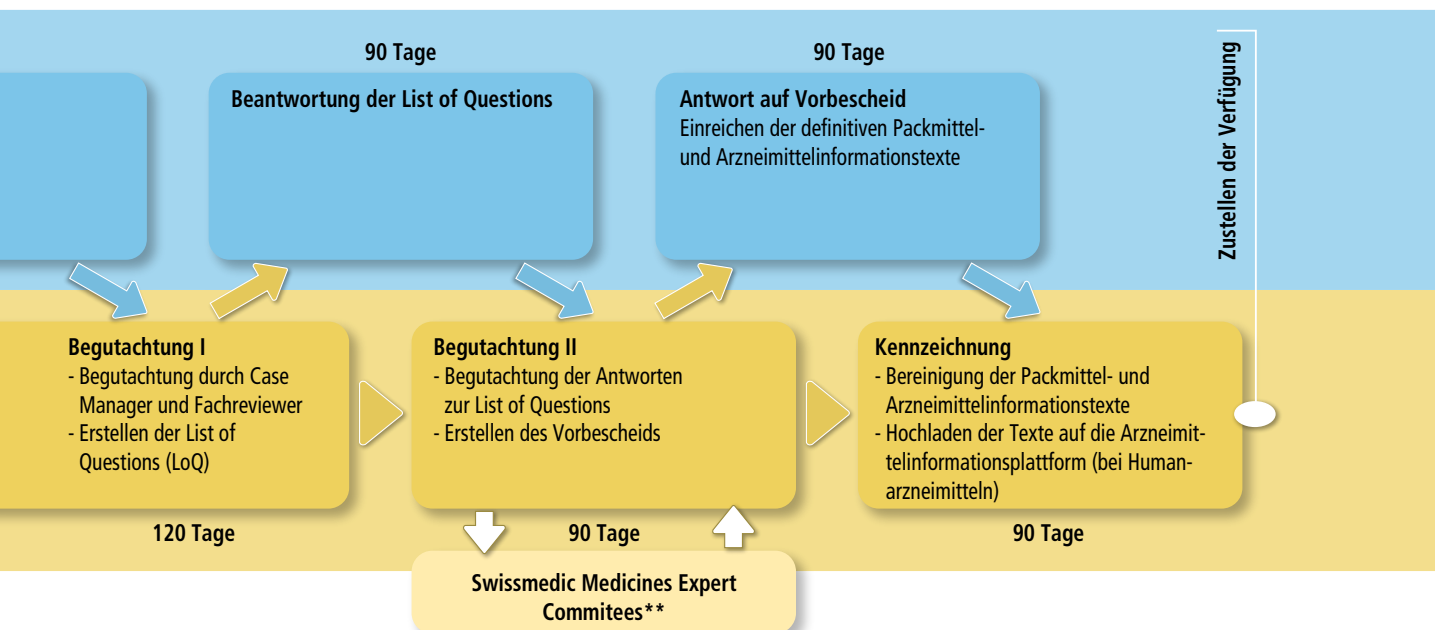 90 Tage
90 Tage
Beantwortung der List of Questions
Antwort auf Vorbescheid
Einreichen der definitiven Packmittel-
und Arzneimittelinformationstexte
Zustellen der Verfügung
Begutachtung I
- Begutachtung durch Case
Manager und Fachreviewer
- Erstellen der List of
Questions (LoQ)
120 Tage
Begutachtung II
- Begutachtung der Antworten
zur List of Questions
- Erstellen des Vorbescheids
90 Tage
Kennzeichnung
- Bereinigung der Packmittel- und
Arzneimittelinformationstexte
- Hochladen der Texte auf die Arzneimit-
telinformationsplattform (bei Human-
arzneimitteln)
90 Tage
Swissmedic Medicines Expert
Commitees**